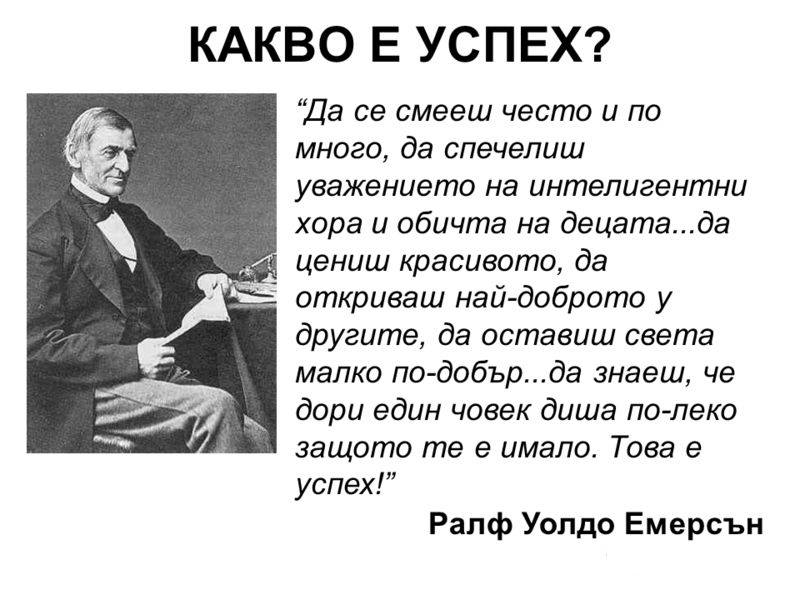 КАКВО Е УСПЕХ?
“Да се смееш често и по
много, да спечелиш
уважението на интелигентни
хора и обичта на децата...да
цениш красивото, да
откриваш най-доброто у
другите, да оставиш света
малко по-добър...да знаеш, че
дори един човек диша по-леко
защото те е имало. Това е
успех!”
Ралф Уолдо Емерсън